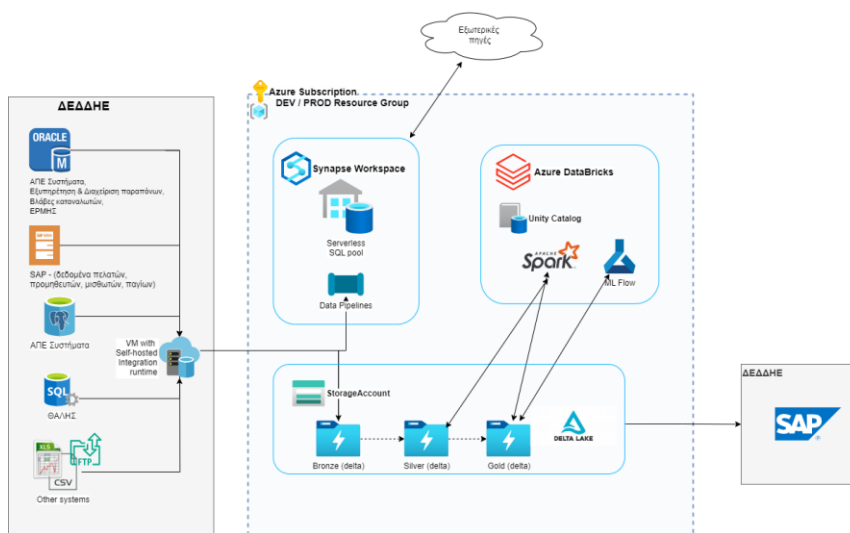 Εξωτερικές
πηγές
Azure Subscription.
DEV / PROD Resource Group
ΔΕΔΔΗΕ
ORACLE
M
ΑΠΕ Συστήματα,
Εξυπηρέτηση & Διαχείριση παραπόνων,
Βλάβες καταναλωτών,
ΕΡΜΗΣ
SAP - (δεδομένα πελατών,
προμηθευτών, μισθωτών, παγίων)
ΑΠΕ Συστήματα
SQL
ΘΑΛΗΣ
XLS
FTP
CSV
Other systems
VM with
Self-hosted
Integration
runtime
Synapse Workspace
Serverless
SQL pool
Data Pipelines
Azure DataBricks
Unity Catalog
APACHE
Spark
ML Flow
StorageAccount
Bronze (delta)
Silver (delta)
Gold (delta)
DELTA LAKE
ΔΕΔΔΗΕ
SAP